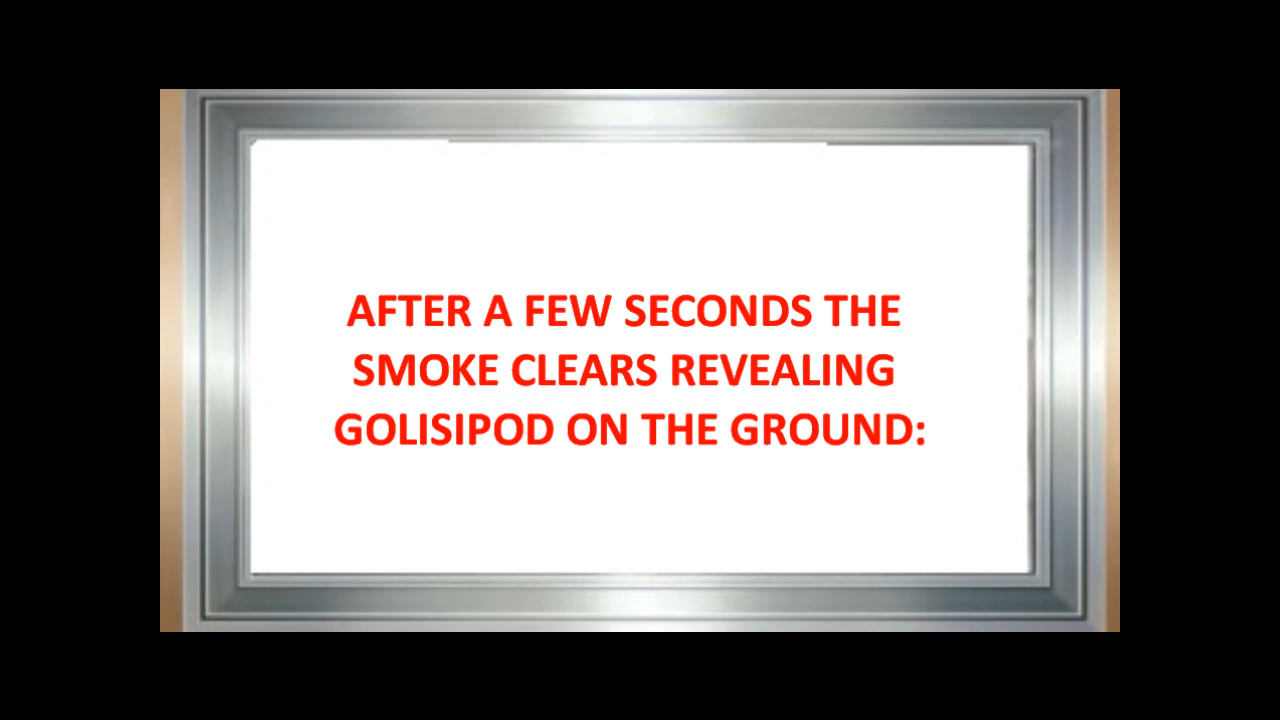 AFTER A FEW SECONDS THE
SMOKE CLEARS REVEALING
GOLISIPOD ON THE GROUND: